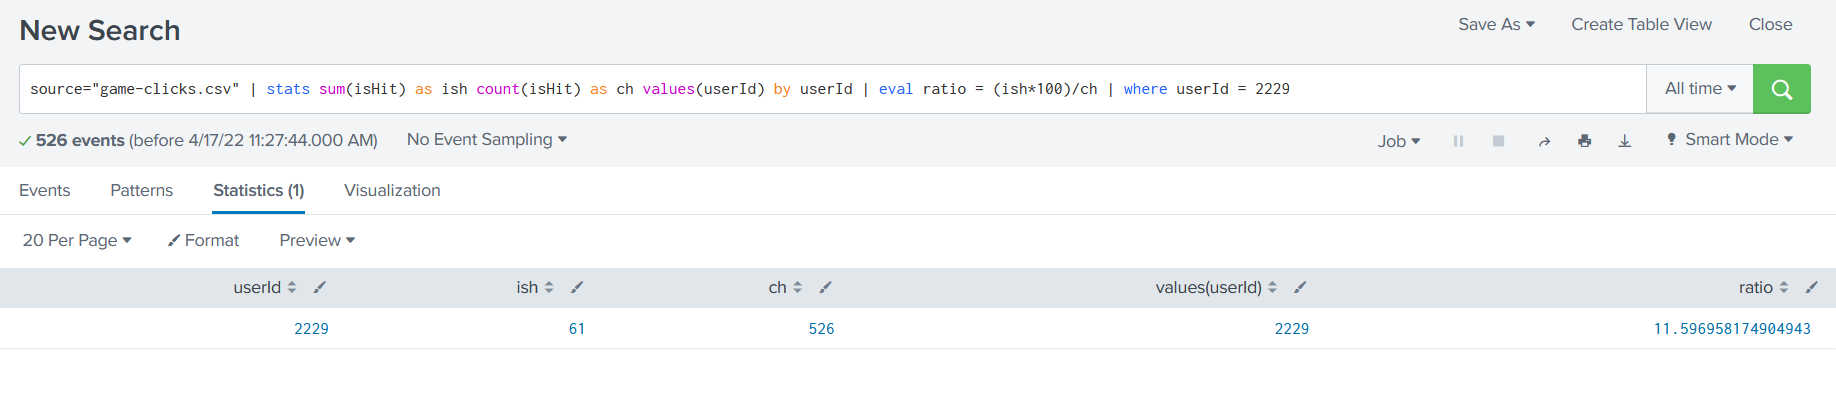 New Search
Save As
Create Table View
Close
source="game-clicks.csv" | stats sum(isHit) as ish count(isHit) as ch values(userId) by userId | eval ratio = (ish*100)/ch | where userId = 2229
All time
526 events (before 4/17/22 11:27:44.000 AM)
No Event Sampling
Job
Smart Mode
Events
Patterns
Statistics (1)
Visualization
20 Per Page
Format
Preview
userId ish ch values(userId) ratio
2229 61 526 2229 11.596958174904943